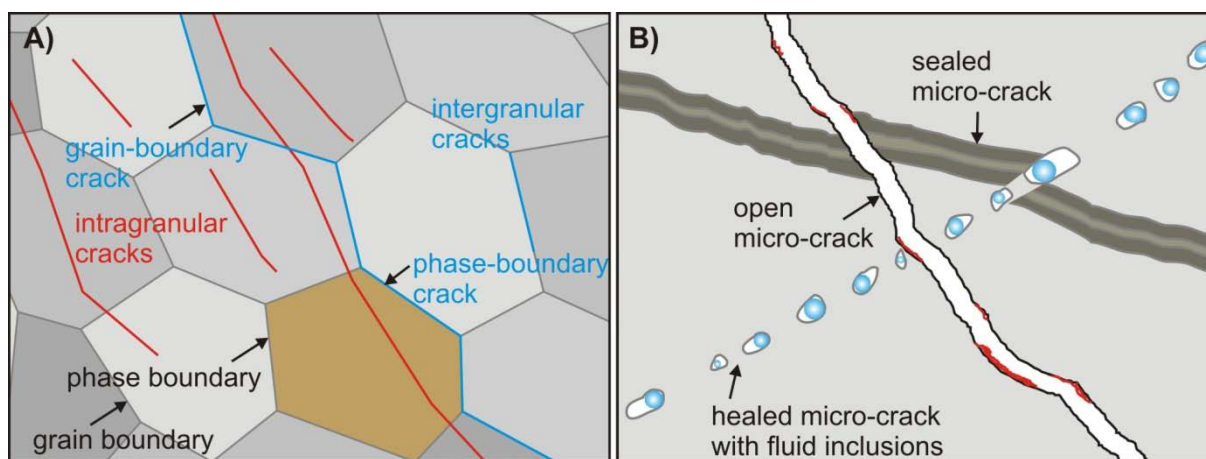 A)
grain-boundary
crack
intergranular
cracks
intragranular
cracks
phase-boundary
crack
phase boundary
grain boundary
B)
sealed
micro-crack
open
micro-crack
healed micro-crack
with fluid inclusions